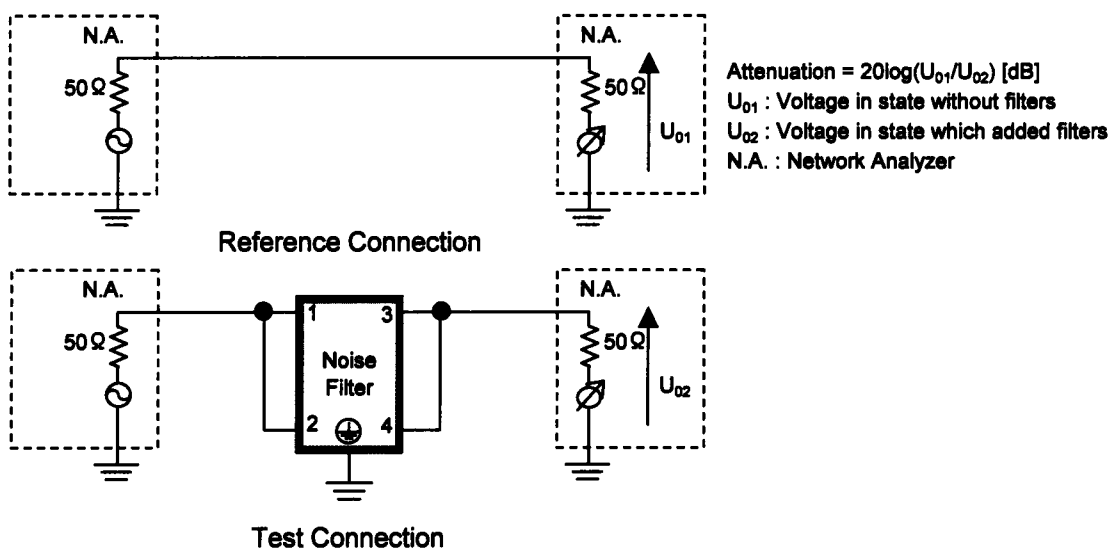 N.A.
50Ω
N.A.
50Ω
U01
Attenuation = 20log(U01/U02) [dB]
U01 : Voltage in state without filters
U02 : Voltage in state which added filters
N.A. : Network Analyzer
Reference Connection
N.A.
50Ω
1 3
Noise
Filter
2 4
N.A.
50Ω
U02
Test Connection